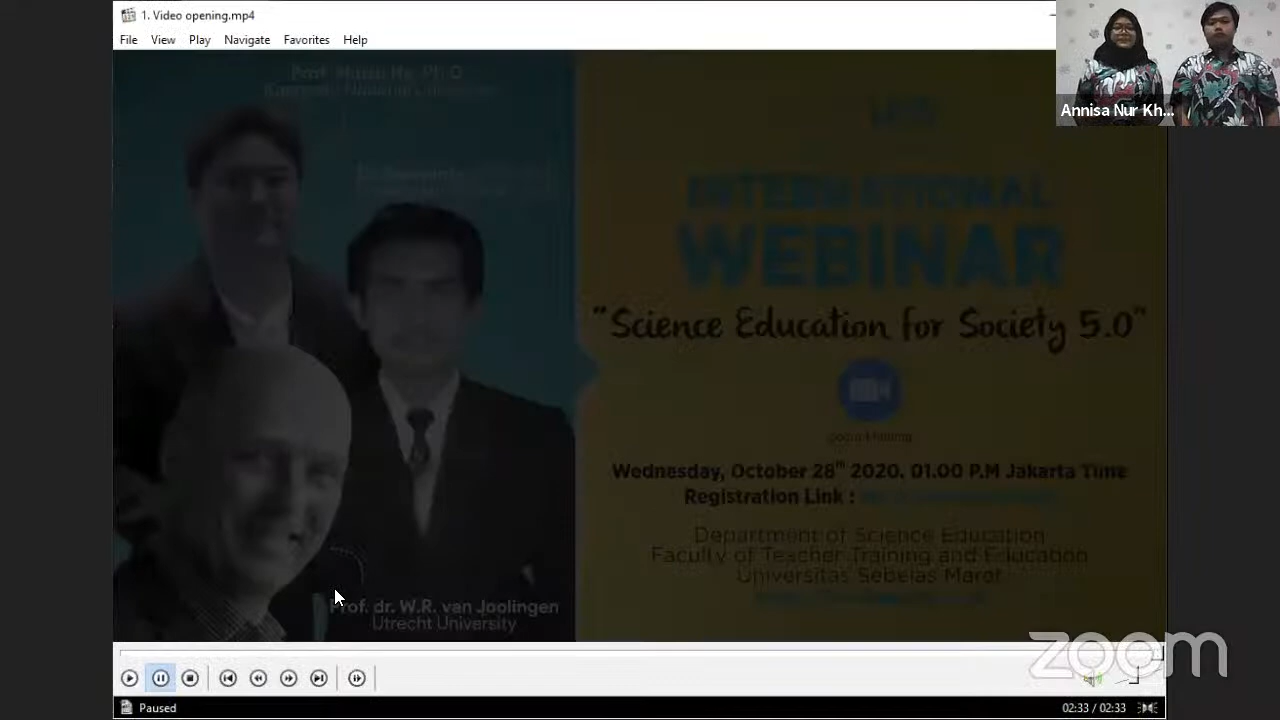 1. Video opening.mp4
File View Play Navigate Favorites Help
Annisa Nur Kh...
INTERNATIONAL
WEBINAR
"Science Education for Society 5.0"
Wednesday, October 28th 2020. 01.00 P.M Jakarta Time
Registration Link :
Department of Science Education
Faculty of Teacher Training and Education
Universitas Sebelas Maret
Prof. dr. W.R. van Joolingen
Utrecht University
zoom
Paused
02:33 / 02:33